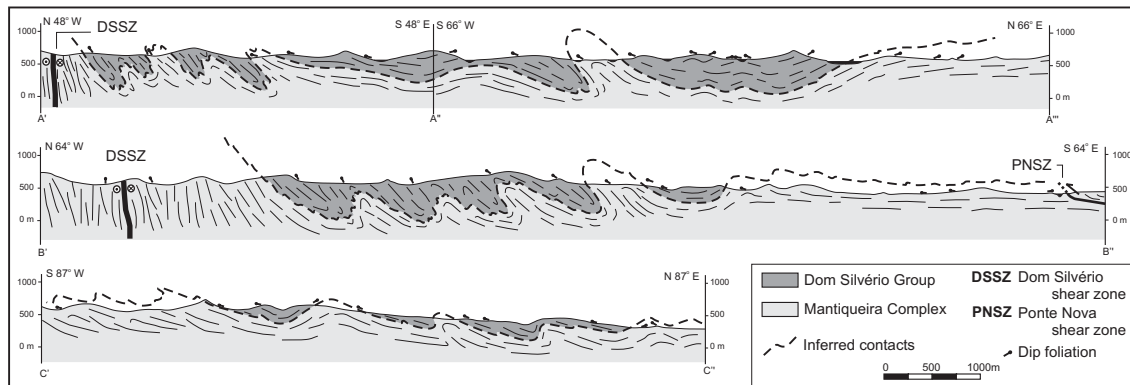 N 48° W
DSSZ
S 48° E S 66° W
N 66° E
1000
500
0 m
1000
500
0 m
A'
A''
A'''
N 64° W
DSSZ
PNSZ
S 64° E
1000
500
0 m
1000
500
0 m
B'
B''
S 87° W
N 87° E
1000
500
0 m
1000
500
0 m
C'
C''
Dom Silvério Group
Mantiqueira Complex
Inferred contacts
DSSZ Dom Silvério
shear zone
PNSZ Ponte Nova
shear zone
Dip foliation
0 500 1000m